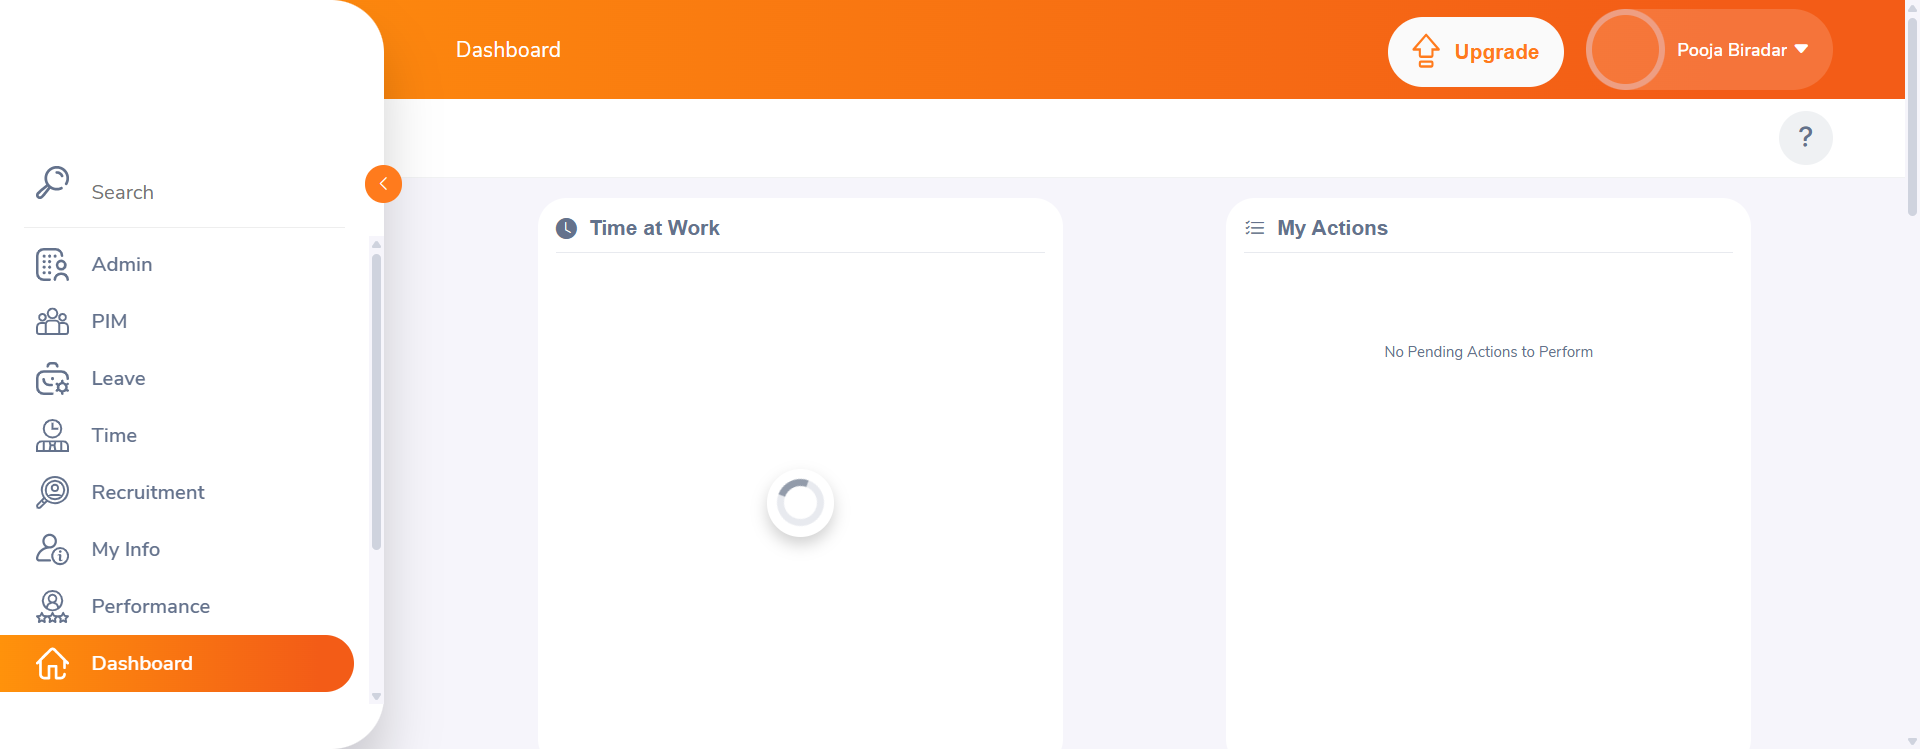 Dashboard
Upgrade
Pooja Biradar
?
Search
Admin
PIM
Leave
Time
Recruitment
My Info
Performance
Dashboard
Time at Work
My Actions
No Pending Actions to Perform